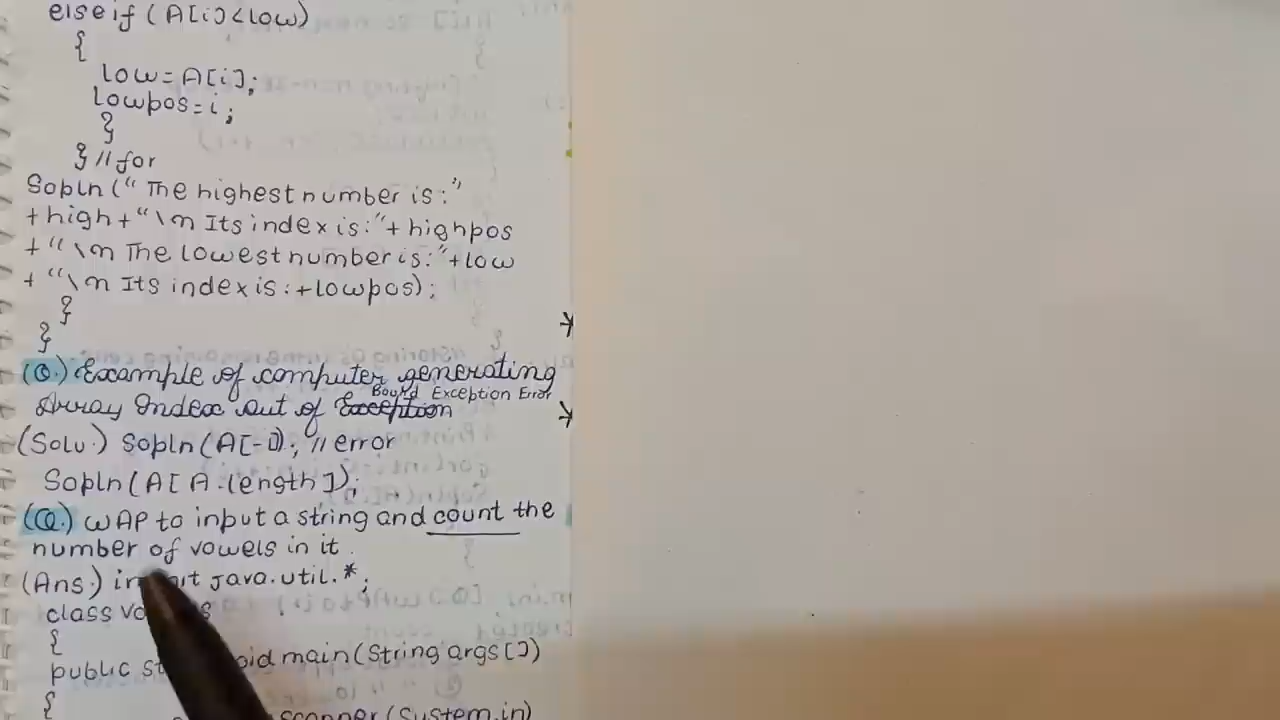 else if (A[i]<low)
{
low=A[i];
lowpos=i;
}
} // for
Sopln("The highest number is:"
+high+"\n Its index is:"+highpos
+"\n The lowest number is:"+low
+"\n Its index is:+lowpos);
}
}
(Q.) Example of computer generating
Bound Exception Error
Array Index out of Exception
(Solu.) Sopln(A[-1); // error
Sopln(A[A.length]);
(Q.) WAP to input a string and count the
number of vowels in it.
(Ans.) java.util.*;
class
{
public main(String args[])
{
scanner(System.in)